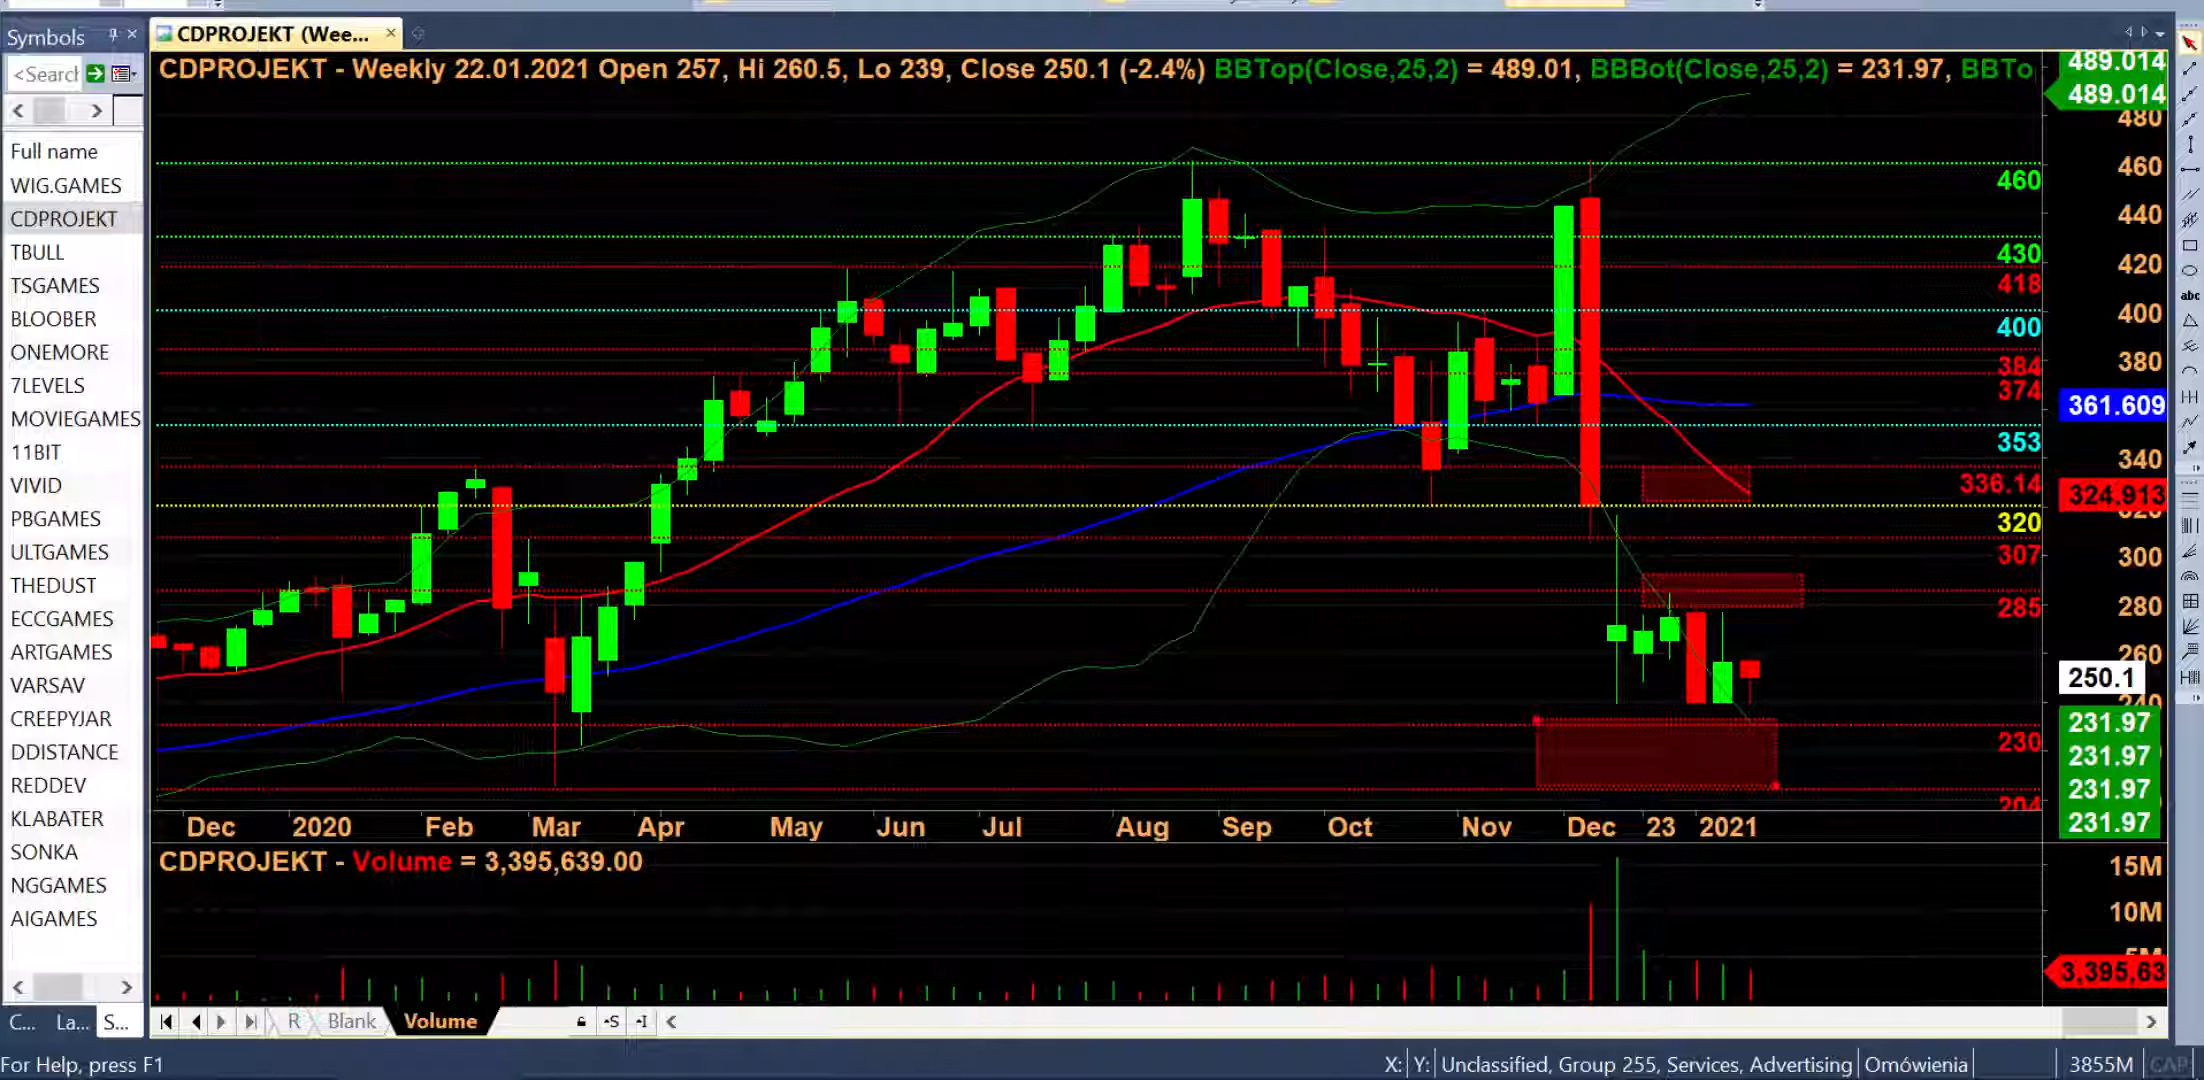 Symbols
CDPROJEKT (Wee...
<Search
Full name
WIG.GAMES
CDPROJEKT
TBULL
TSGAMES
BLOOBER
ONEMORE
7LEVELS
MOVIEGAMES
11BIT
VIVID
PBGAMES
ULTGAMES
THEDUST
ECCGAMES
ARTGAMES
VARSAV
CREEPYJAR
DDISTANCE
REDDEV
KLABATER
SONKA
NGGAMES
AIGAMES
C... La... S...
CDPROJEKT - Weekly 22.01.2021 Open 257, Hi 260.5, Lo 239, Close 250.1 (-2.4%) BBTop(Close,25,2) = 489.01, BBBot(Close,25,2) = 231.97, BBTo
460
430
418
400
384
374
353
336.14
320
307
285
230
204
489.014
489.014
480
460
440
420
400
380
361.609
340
324.913
320
300
280
260
250.1
240
231.97
231.97
231.97
231.97
Dec 2020 Feb Mar Apr May Jun Jul Aug Sep Oct Nov Dec 23 2021
CDPROJEKT - Volume = 3,395,639.00
15M
10M
5M
3,395,63
R Blank Volume
S I
abc
For Help, press F1
X: Y: Unclassified, Group 255, Services, Advertising Omówienia 3855M CAP